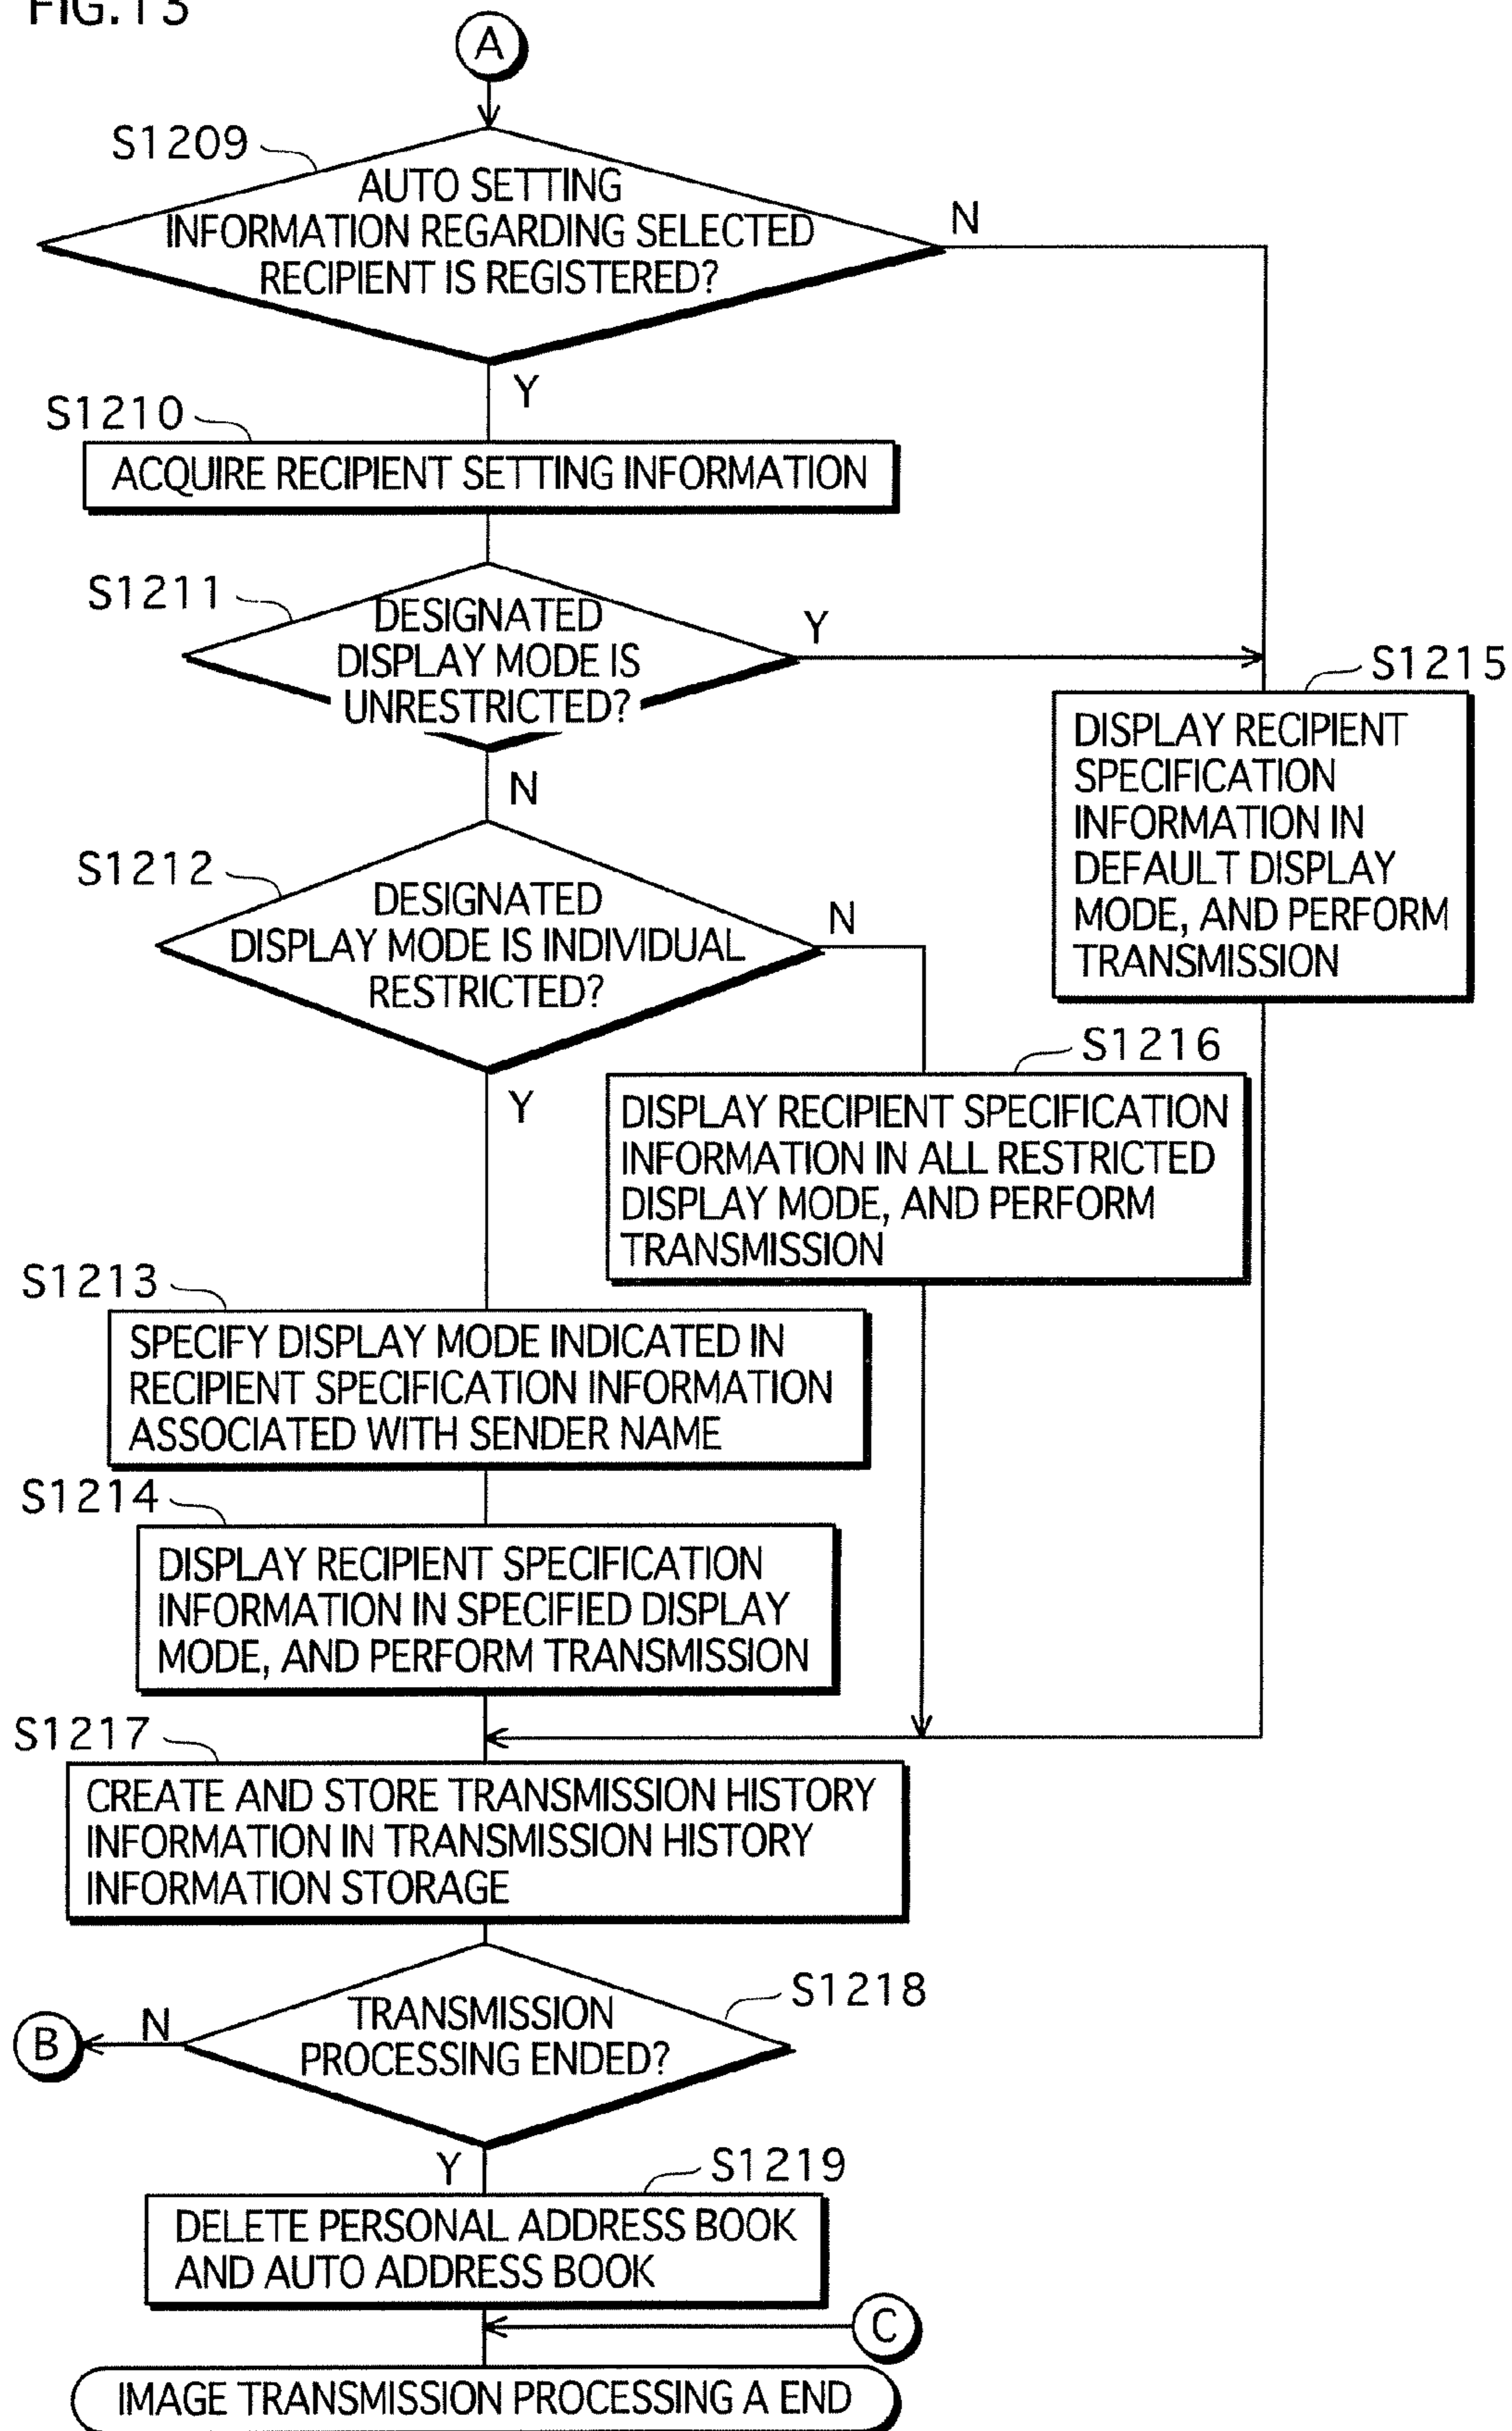 FIG.13
A
S1209
AUTO SETTING
INFORMATION REGARDING SELECTED
RECIPIENT IS REGISTERED?
N
Y
S1210
ACQUIRE RECIPIENT SETTING INFORMATION
S1211
DESIGNATED
DISPLAY MODE IS
UNRESTRICTED?
Y
N
S1215
DISPLAY RECIPIENT
SPECIFICATION
INFORMATION IN
DEFAULT DISPLAY
MODE, AND PERFORM
TRANSMISSION
S1212
DESIGNATED
DISPLAY MODE IS INDIVIDUAL
RESTRICTED?
N
Y
S1216
DISPLAY RECIPIENT SPECIFICATION
INFORMATION IN ALL RESTRICTED
DISPLAY MODE, AND PERFORM
TRANSMISSION
S1213
SPECIFY DISPLAY MODE INDICATED IN
RECIPIENT SPECIFICATION INFORMATION
ASSOCIATED WITH SENDER NAME
S1214
DISPLAY RECIPIENT SPECIFICATION
INFORMATION IN SPECIFIED DISPLAY
MODE, AND PERFORM TRANSMISSION
S1217
CREATE AND STORE TRANSMISSION HISTORY
INFORMATION IN TRANSMISSION HISTORY
INFORMATION STORAGE
S1218
TRANSMISSION
PROCESSING ENDED?
N
B
Y
S1219
DELETE PERSONAL ADDRESS BOOK
AND AUTO ADDRESS BOOK
C
IMAGE TRANSMISSION PROCESSING A END